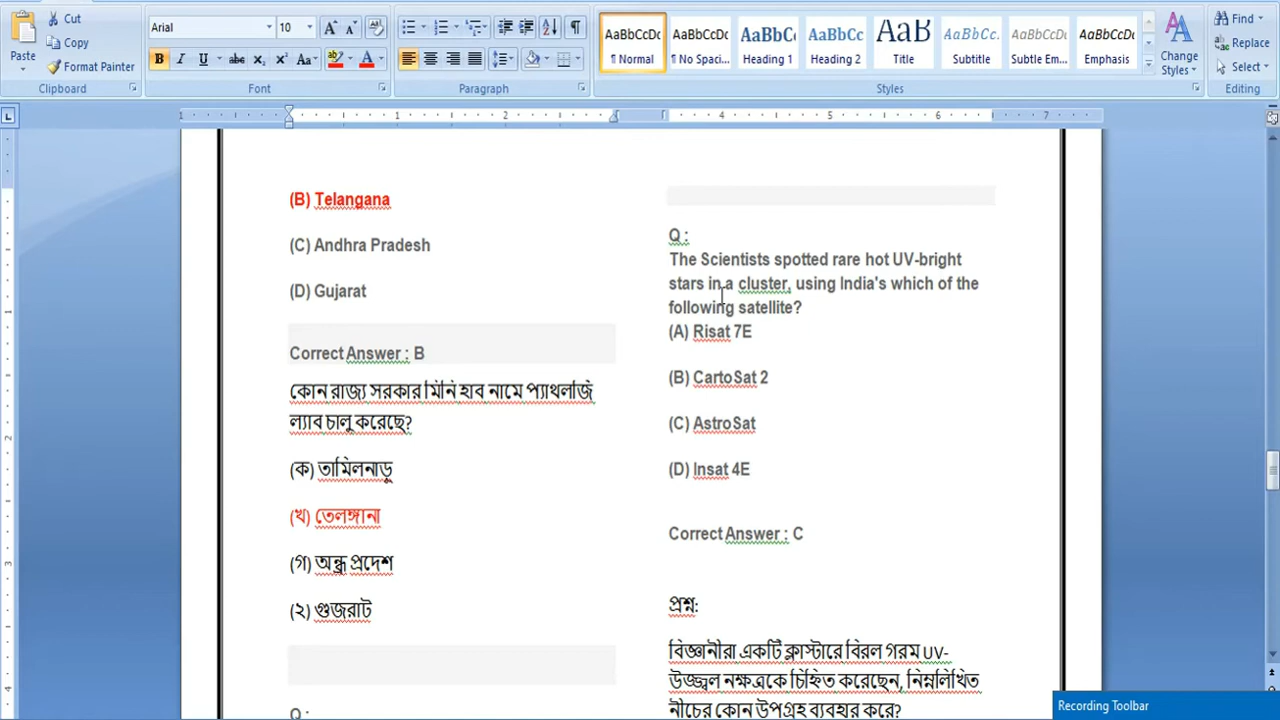 Cut
Copy
Paste
Format Painter
Clipboard
Arial
10
Font
Paragraph
AaBbCcDc
¶ Normal
AaBbCcDc
¶ No Spaci...
AaBbCc
Heading 1
AaBbCc
Heading 2
AaB
Title
AaBbCc.
Subtitle
AaBbCcDc
Subtle Em...
AaBbCcDc
Emphasis
Change
Styles
Styles
Find
Replace
Select
Editing
(B) Telangana
(C) Andhra Pradesh
(D) Gujarat
Correct Answer : B
কোন রাজ্য সরকার মিনি হাব নামে প্যাথলজি
ল্যাব চালু করেছে?
(ক) তামিলনাড়ু
(খ) তেলঙ্গানা
(গ) অন্ধ্র প্রদেশ
(২) গুজরাট
Q :
Q :
The Scientists spotted rare hot UV-bright
stars in a cluster, using India's which of the
following satellite?
(A) Risat 7E
(B) CartoSat 2
(C) AstroSat
(D) Insat 4E
Correct Answer : C
প্রশ্ন:
বিজ্ঞানীরা একটি ক্লাস্টারে বিরল গরম UV-
উজ্জ্বল নক্ষত্রকে চিহ্নিত করেছেন, নিম্নলিখিত
নীচের কোন উপগ্রহ ব্যবহার করে?
Recording Toolbar